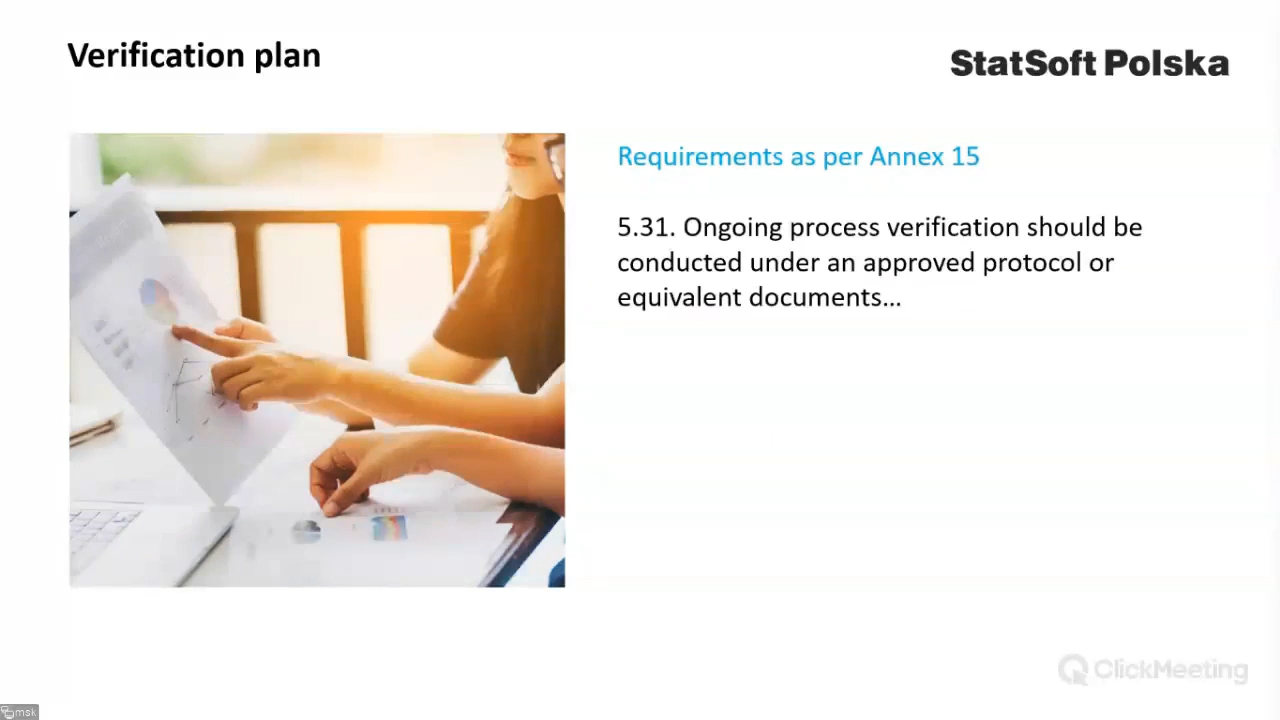 Verification plan
StatSoft Polska
Requirements as per Annex 15
5.31. Ongoing process verification should be
conducted under an approved protocol or
equivalent documents...
ClickMeeting
msk